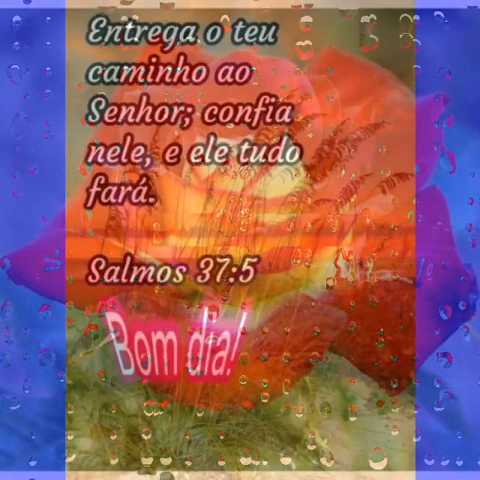 Entrega o teu
caminho ao
Senhor; confia
nele, e ele tudo
fará.
Salmos 37:5
Bom dia!